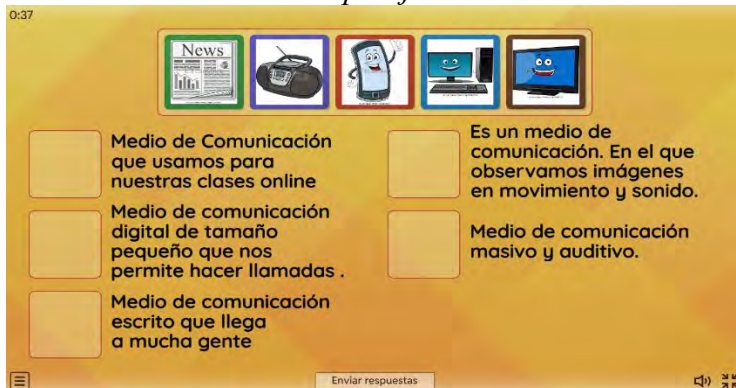 0:37
News
Medio de Comunicación
que usamos para
nuestras clases online
Medio de comunicación
digital de tamaño
pequeño que nos
permite hacer llamadas .
Medio de comunicación
escrito que llega
a mucha gente
Es un medio de
comunicación. En el que
observamos imágenes
en movimiento y sonido.
Medio de comunicación
masivo y auditivo.
Enviar respuestas